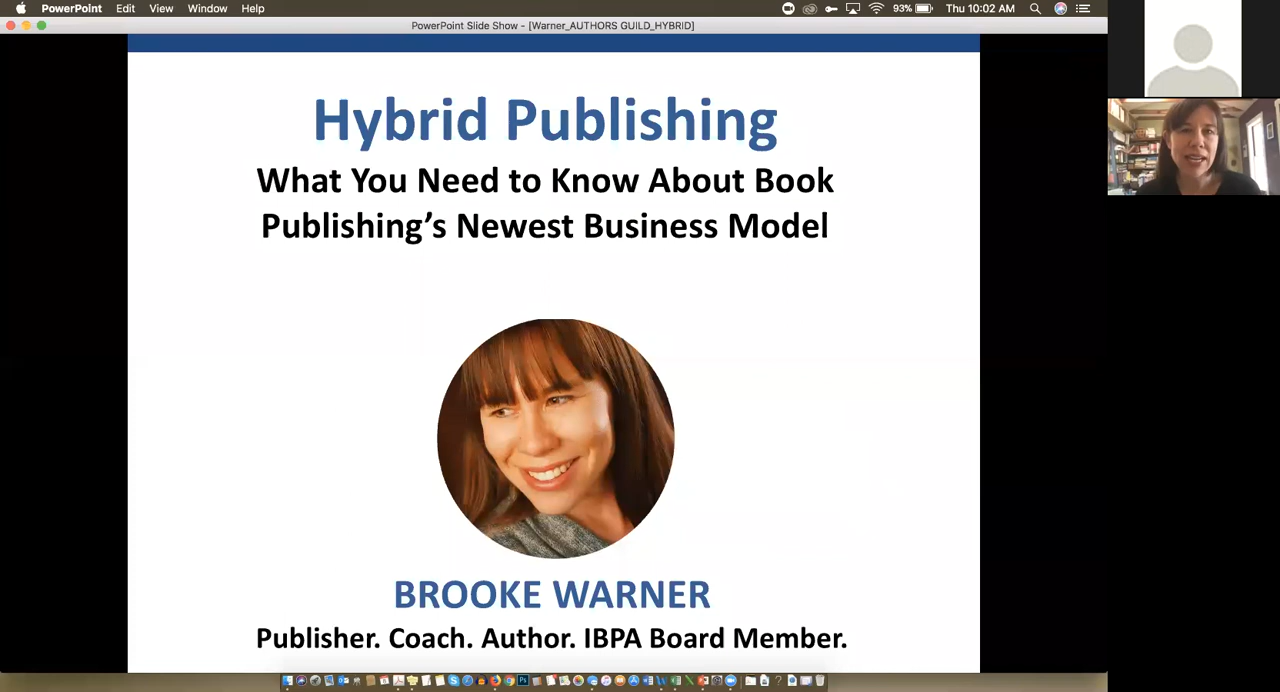 PowerPoint Edit View Window Help 93% Thu 10:02 AM
PowerPoint Slide Show - [Warner_AUTHORS GUILD_HYBRID]
Hybrid Publishing
What You Need to Know About Book
Publishing’s Newest Business Model
BROOKE WARNER
Publisher. Coach. Author. IBPA Board Member.